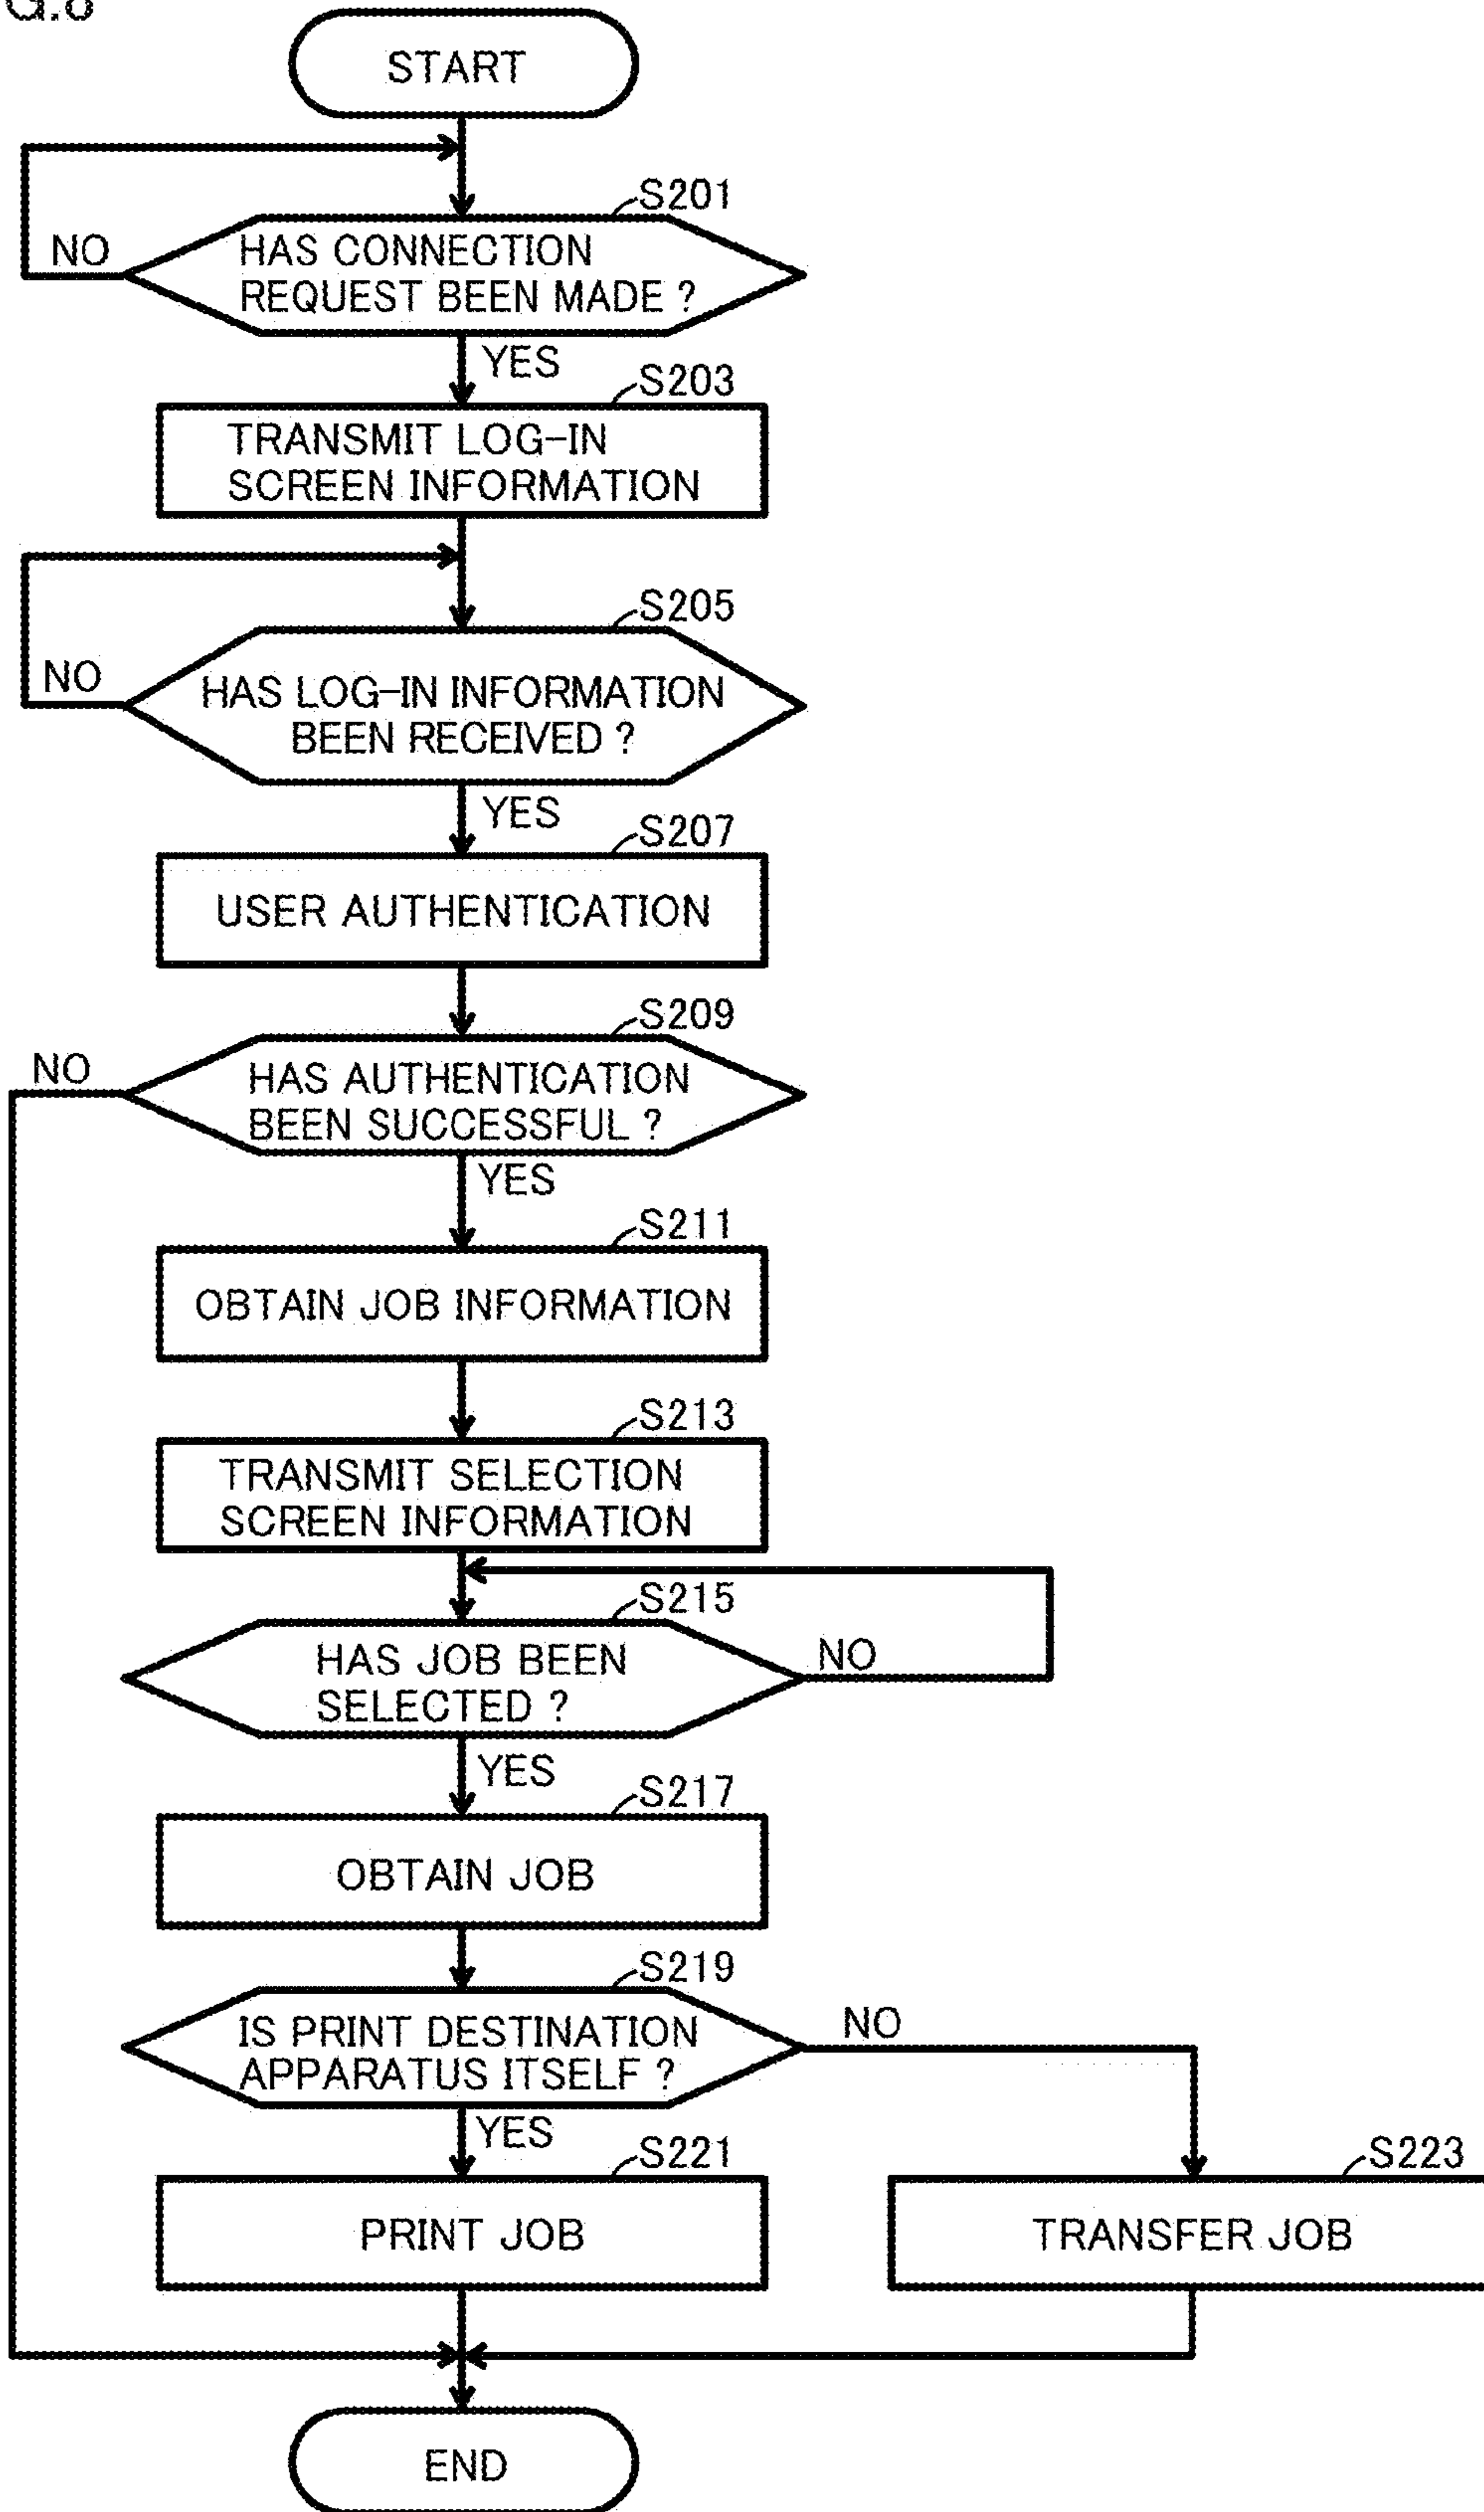 G.8
START
S201
NO
HAS CONNECTION
REQUEST BEEN MADE ?
YES
S203
TRANSMIT LOG-IN
SCREEN INFORMATION
S205
NO
HAS LOG-IN INFORMATION
BEEN RECEIVED ?
YES
S207
USER AUTHENTICATION
S209
NO
HAS AUTHENTICATION
BEEN SUCCESSFUL ?
YES
S211
OBTAIN JOB INFORMATION
S213
TRANSMIT SELECTION
SCREEN INFORMATION
S215
HAS JOB BEEN
SELECTED ?
NO
YES
S217
OBTAIN JOB
S219
IS PRINT DESTINATION
APPARATUS ITSELF ?
NO
YES
S221
S223
PRINT JOB
TRANSFER JOB
END